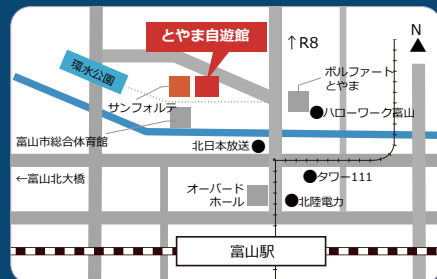 とやま自遊館
↑R8
N
環水公園
ボルファート
とやま
サンフォルテ
ハローワーク富山
富山市総合体育館
北日本放送
←富山北大橋
タワー111
オーバード
ホール
北陸電力
富山駅